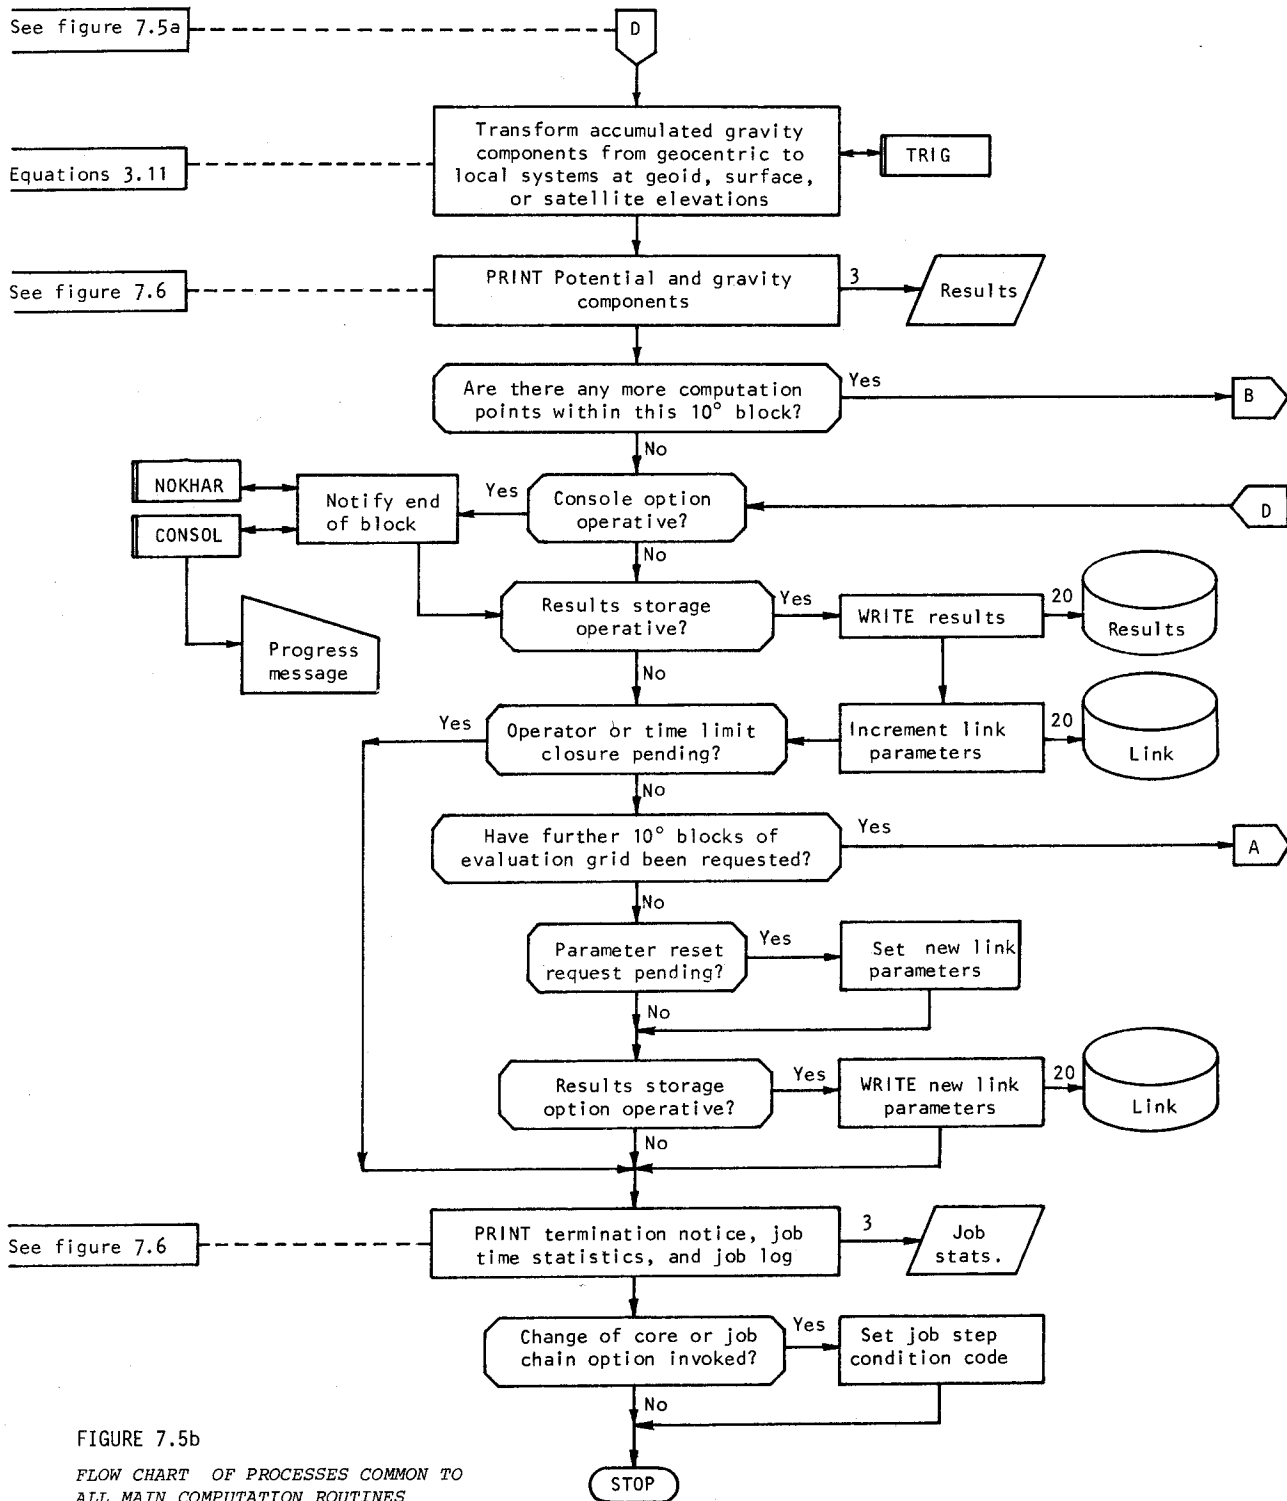 See figure 7.5a
D
Transform accumulated gravity
components from geocentric to
local systems at geoid, surface,
or satellite elevations
TRIG
Equations 3.11
PRINT Potential and gravity
components
3
Results
See figure 7.6
Are there any more computation
points within this 10° block?
Yes
B
No
NOKHAR
CONSOL
Notify end
of block
Yes
Console option
operative?
D
No
Progress
message
Results storage
operative?
Yes
WRITE results
20
Results
No
Yes
Operator or time limit
closure pending?
Increment link
parameters
20
Link
No
Have further 10° blocks of
evaluation grid been requested?
Yes
A
No
Parameter reset
request pending?
Yes
Set new link
parameters
No
Results storage
option operative?
Yes
WRITE new link
parameters
20
Link
No
See figure 7.6
PRINT termination notice, job
time statistics, and job log
3
Job
stats.
Change of core or job
chain option invoked?
Yes
Set job step
condition code
No
STOP
FIGURE 7.5b
FLOW CHART OF PROCESSES COMMON TO
ALL MAIN COMPUTATION ROUTINES